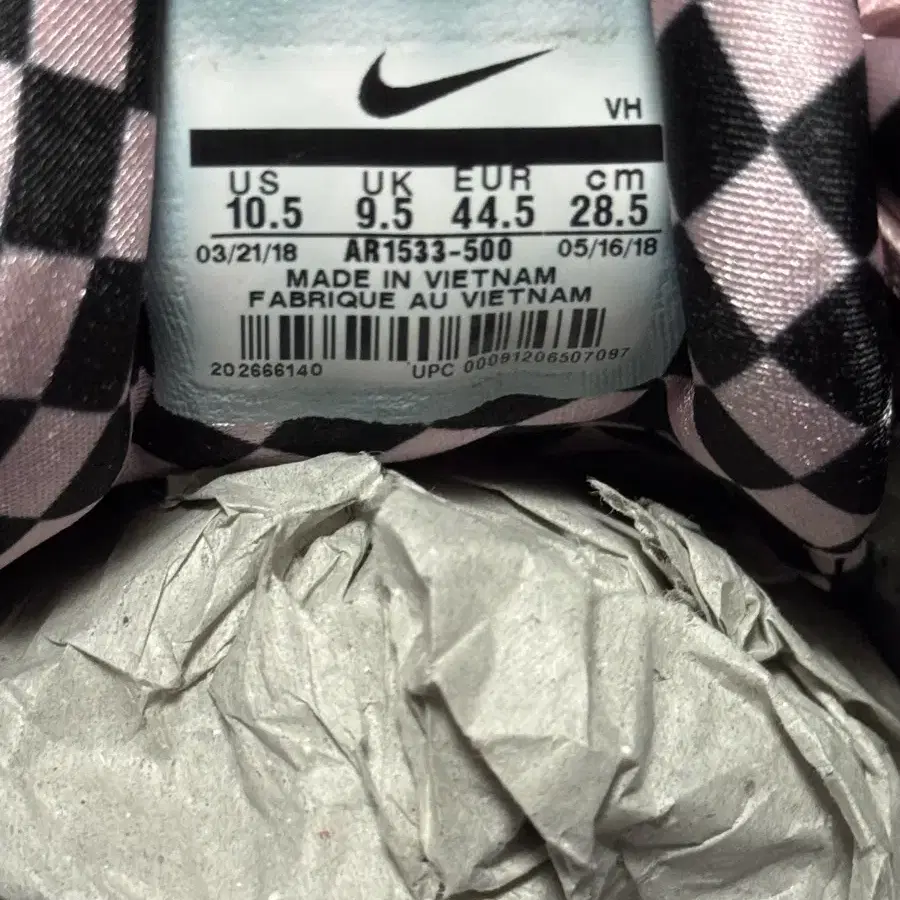 VH
US UK EUR cm
10.5 9.5 44.5 28.5
03/21/18 AR1533-500 05/16/18
MADE IN VIETNAM
FABRIQUE AU VIETNAM
202666140 UPC 00091206507097